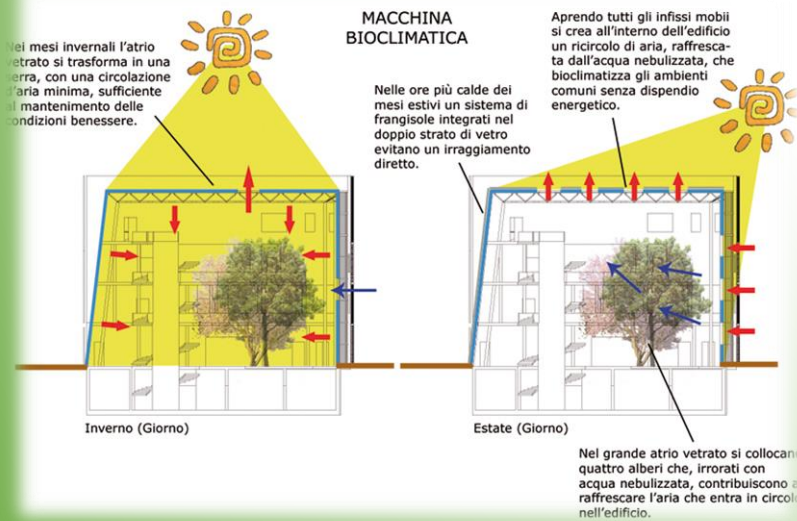 MACCHINA
BIOCLIMATICA
Nei mesi invernali l’atrio
vetrato si trasforma in una
serra, con una circolazione
d’aria minima, sufficiente
al mantenimento delle
condizioni benessere.
Nelle ore più calde dei
mesi estivi un sistema di
frangisole integrati nel
doppio strato di vetro
evitano un irraggiamento
diretto.
Aprendo tutti gli infissi mobii
si crea all’interno dell’edificio
un ricircolo di aria, raffresca-
ta dall’acqua nebulizzata, che
bioclimatizza gli ambienti
comuni senza dispendio
energetico.
Inverno (Giorno)
Estate (Giorno)
Nel grande atrio vetrato si collocano
quattro alberi che, irrorati con
acqua nebulizzata, contribuiscono a
raffrescare l’aria che entra in circolo
nell’edificio.